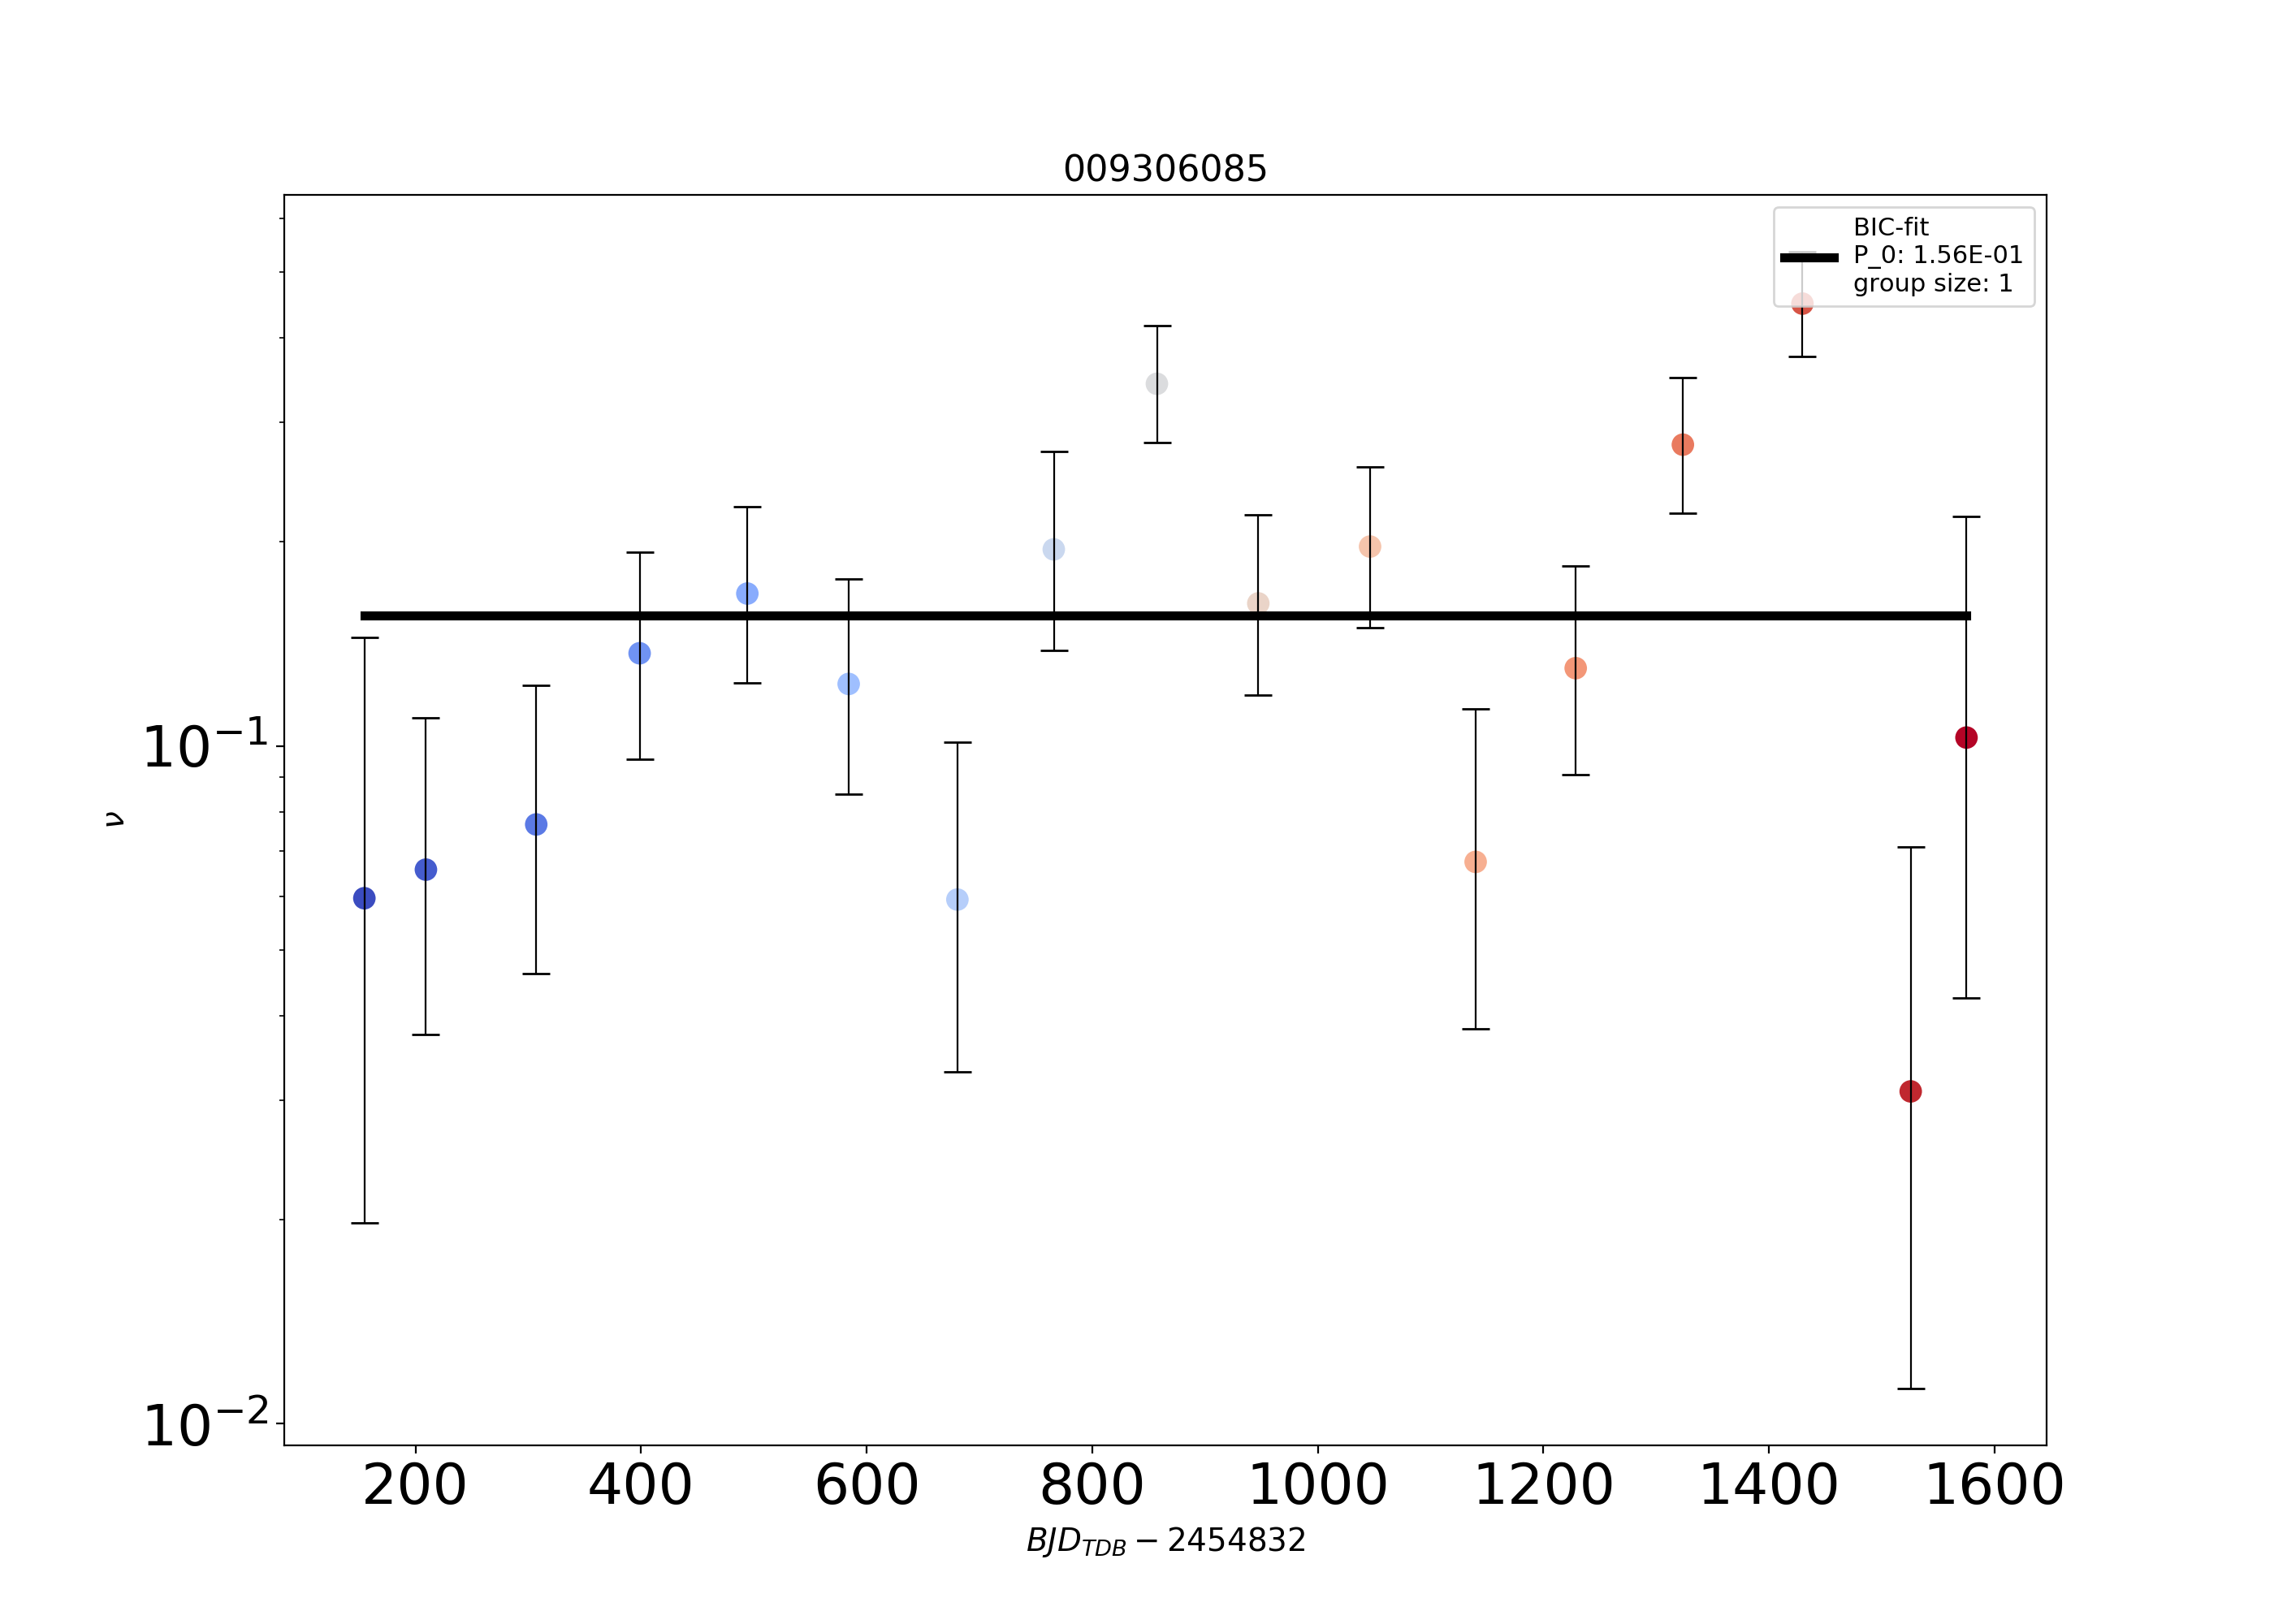 009306085
BIC-fit
P_0: 1.56E-01
group size: 1
10⁻¹
ν
10⁻²
200 400 600 800 1000 1200 1400 1600
BJD_TDB − 2454832